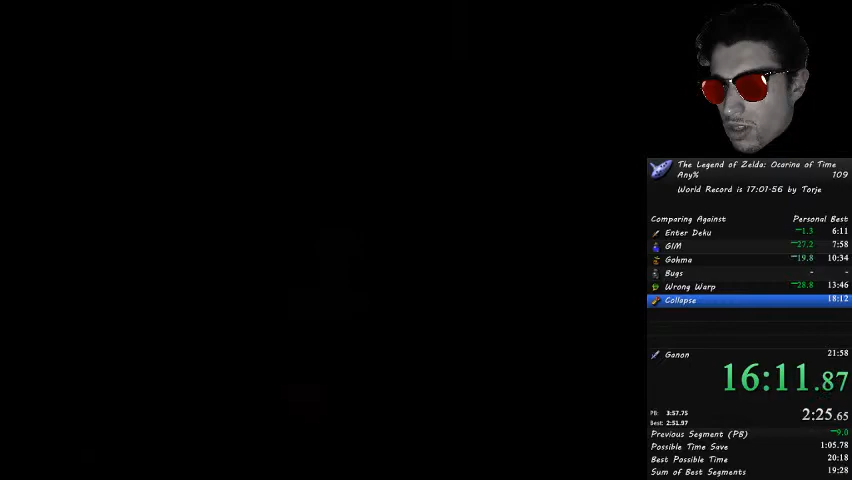 The Legend of Zelda: Ocarina of Time
Any% 109
World Record is 17:01.56 by Torje
Comparing Against Personal Best
Enter Deku -1.3 6:11
GIM -27.2 7:58
Gohma -19.8 10:34
Bugs - -
Wrong Warp -28.8 13:46
Collapse 18:12
Ganon 21:58
16:11.87
PB: 3:57.75
Best: 2:51.97
2:25.65
Previous Segment (PB) -9.0
Possible Time Save 1:05.78
Best Possible Time 20:18
Sum of Best Segments 19:28